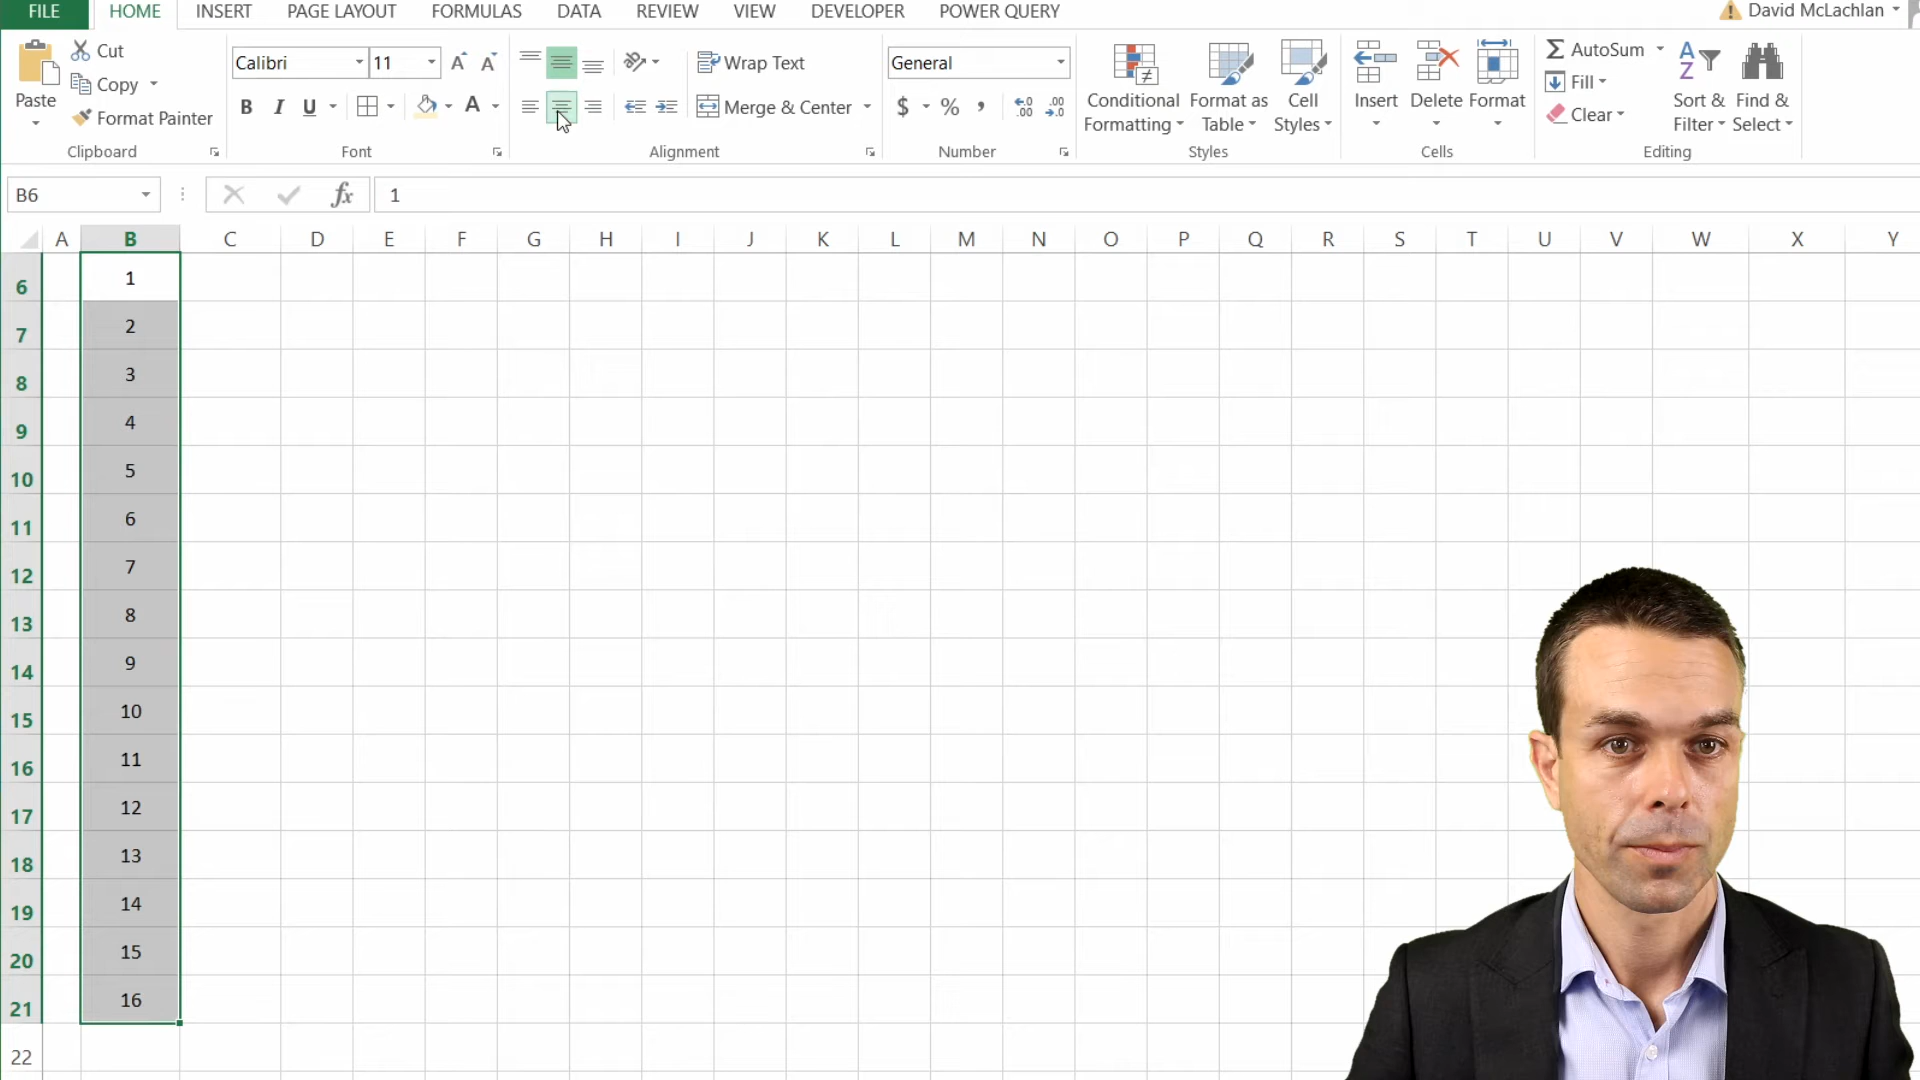 FILE HOME INSERT PAGE LAYOUT FORMULAS DATA REVIEW VIEW DEVELOPER POWER QUERY David McLachlan
Paste Cut
Copy
Format Painter
Clipboard
Calibri 11
B I U A
Font
Wrap Text
Merge & Center
Alignment
General
$ % ,
Number
Conditional
Formatting
Format as
Table
Cell
Styles
Styles
Insert Delete Format
Cells
AutoSum
Fill
Clear
Sort &
Filter
Find &
Select
Editing
B6 fx 1
A B C D E F G H I J K L M N O P Q R S T U V W X Y
6 1
7 2
8 3
9 4
10 5
11 6
12 7
13 8
14 9
15 10
16 11
17 12
18 13
19 14
20 15
21 16
22